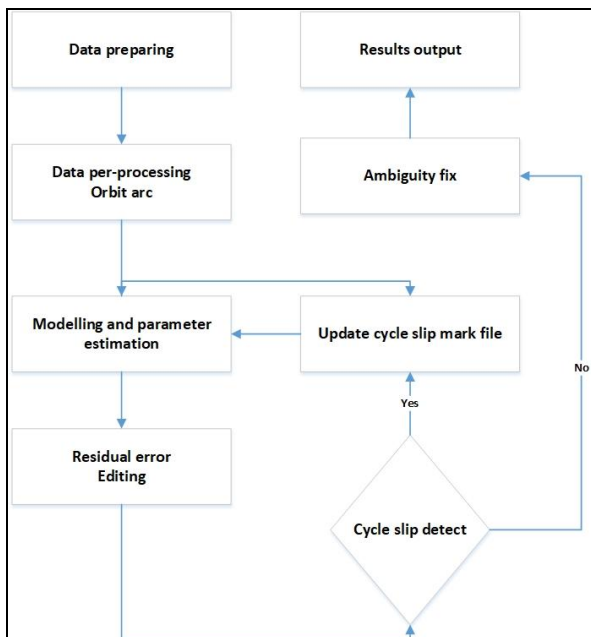 Data preparing
Results output
Data per-processing
Orbit arc
Ambiguity fix
Modelling and parameter
estimation
Update cycle slip mark file
No
Yes
Residual error
Editing
Cycle slip detect